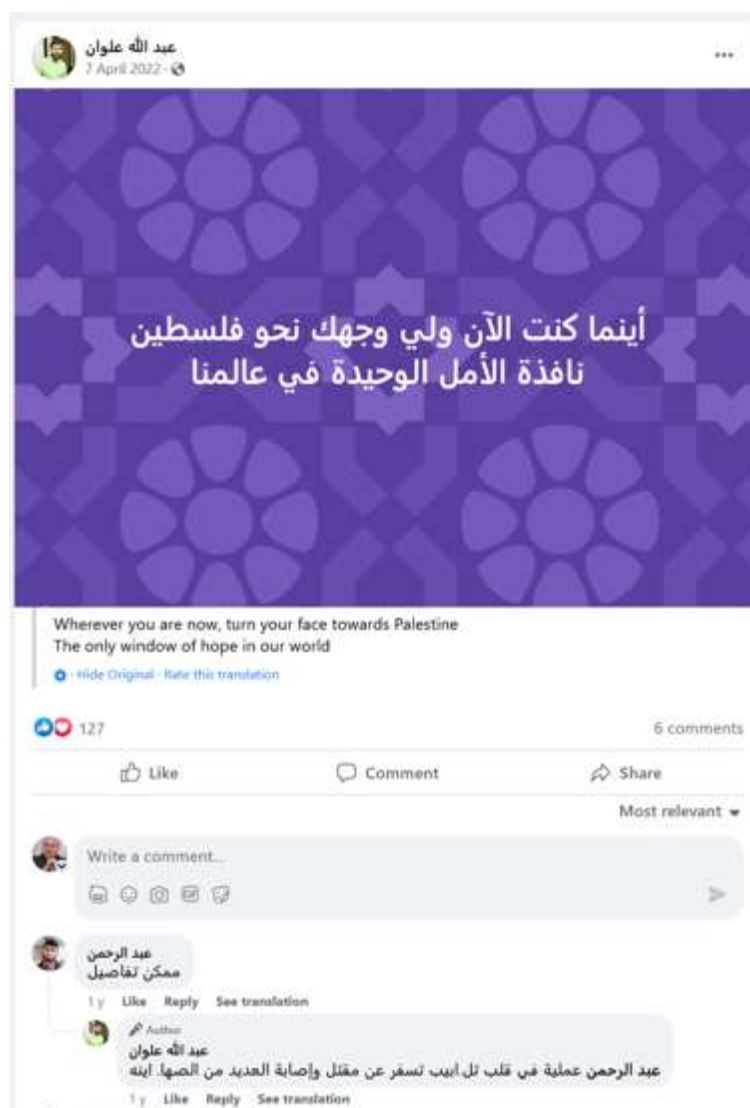 عبد الله علوان
7 April 2022
أينما كنت الآن ولي وجهك نحو فلسطين
نافذة الأمل الوحيدة في عالمنا
Wherever you are now, turn your face towards Palestine
The only window of hope in our world
Hide Original · Rate this translation
127
6 comments
Like
Comment
Share
Most relevant
Write a comment...
عبد الرحمن
ممكن تفاصيل
1 y Like Reply See translation
Author
عبد الله علوان
عبد الرحمن عملية في قلب تل.ابيب تسفر عن مقتل وإصابة العديد من الصها. اينه
1 y Like Reply See translation